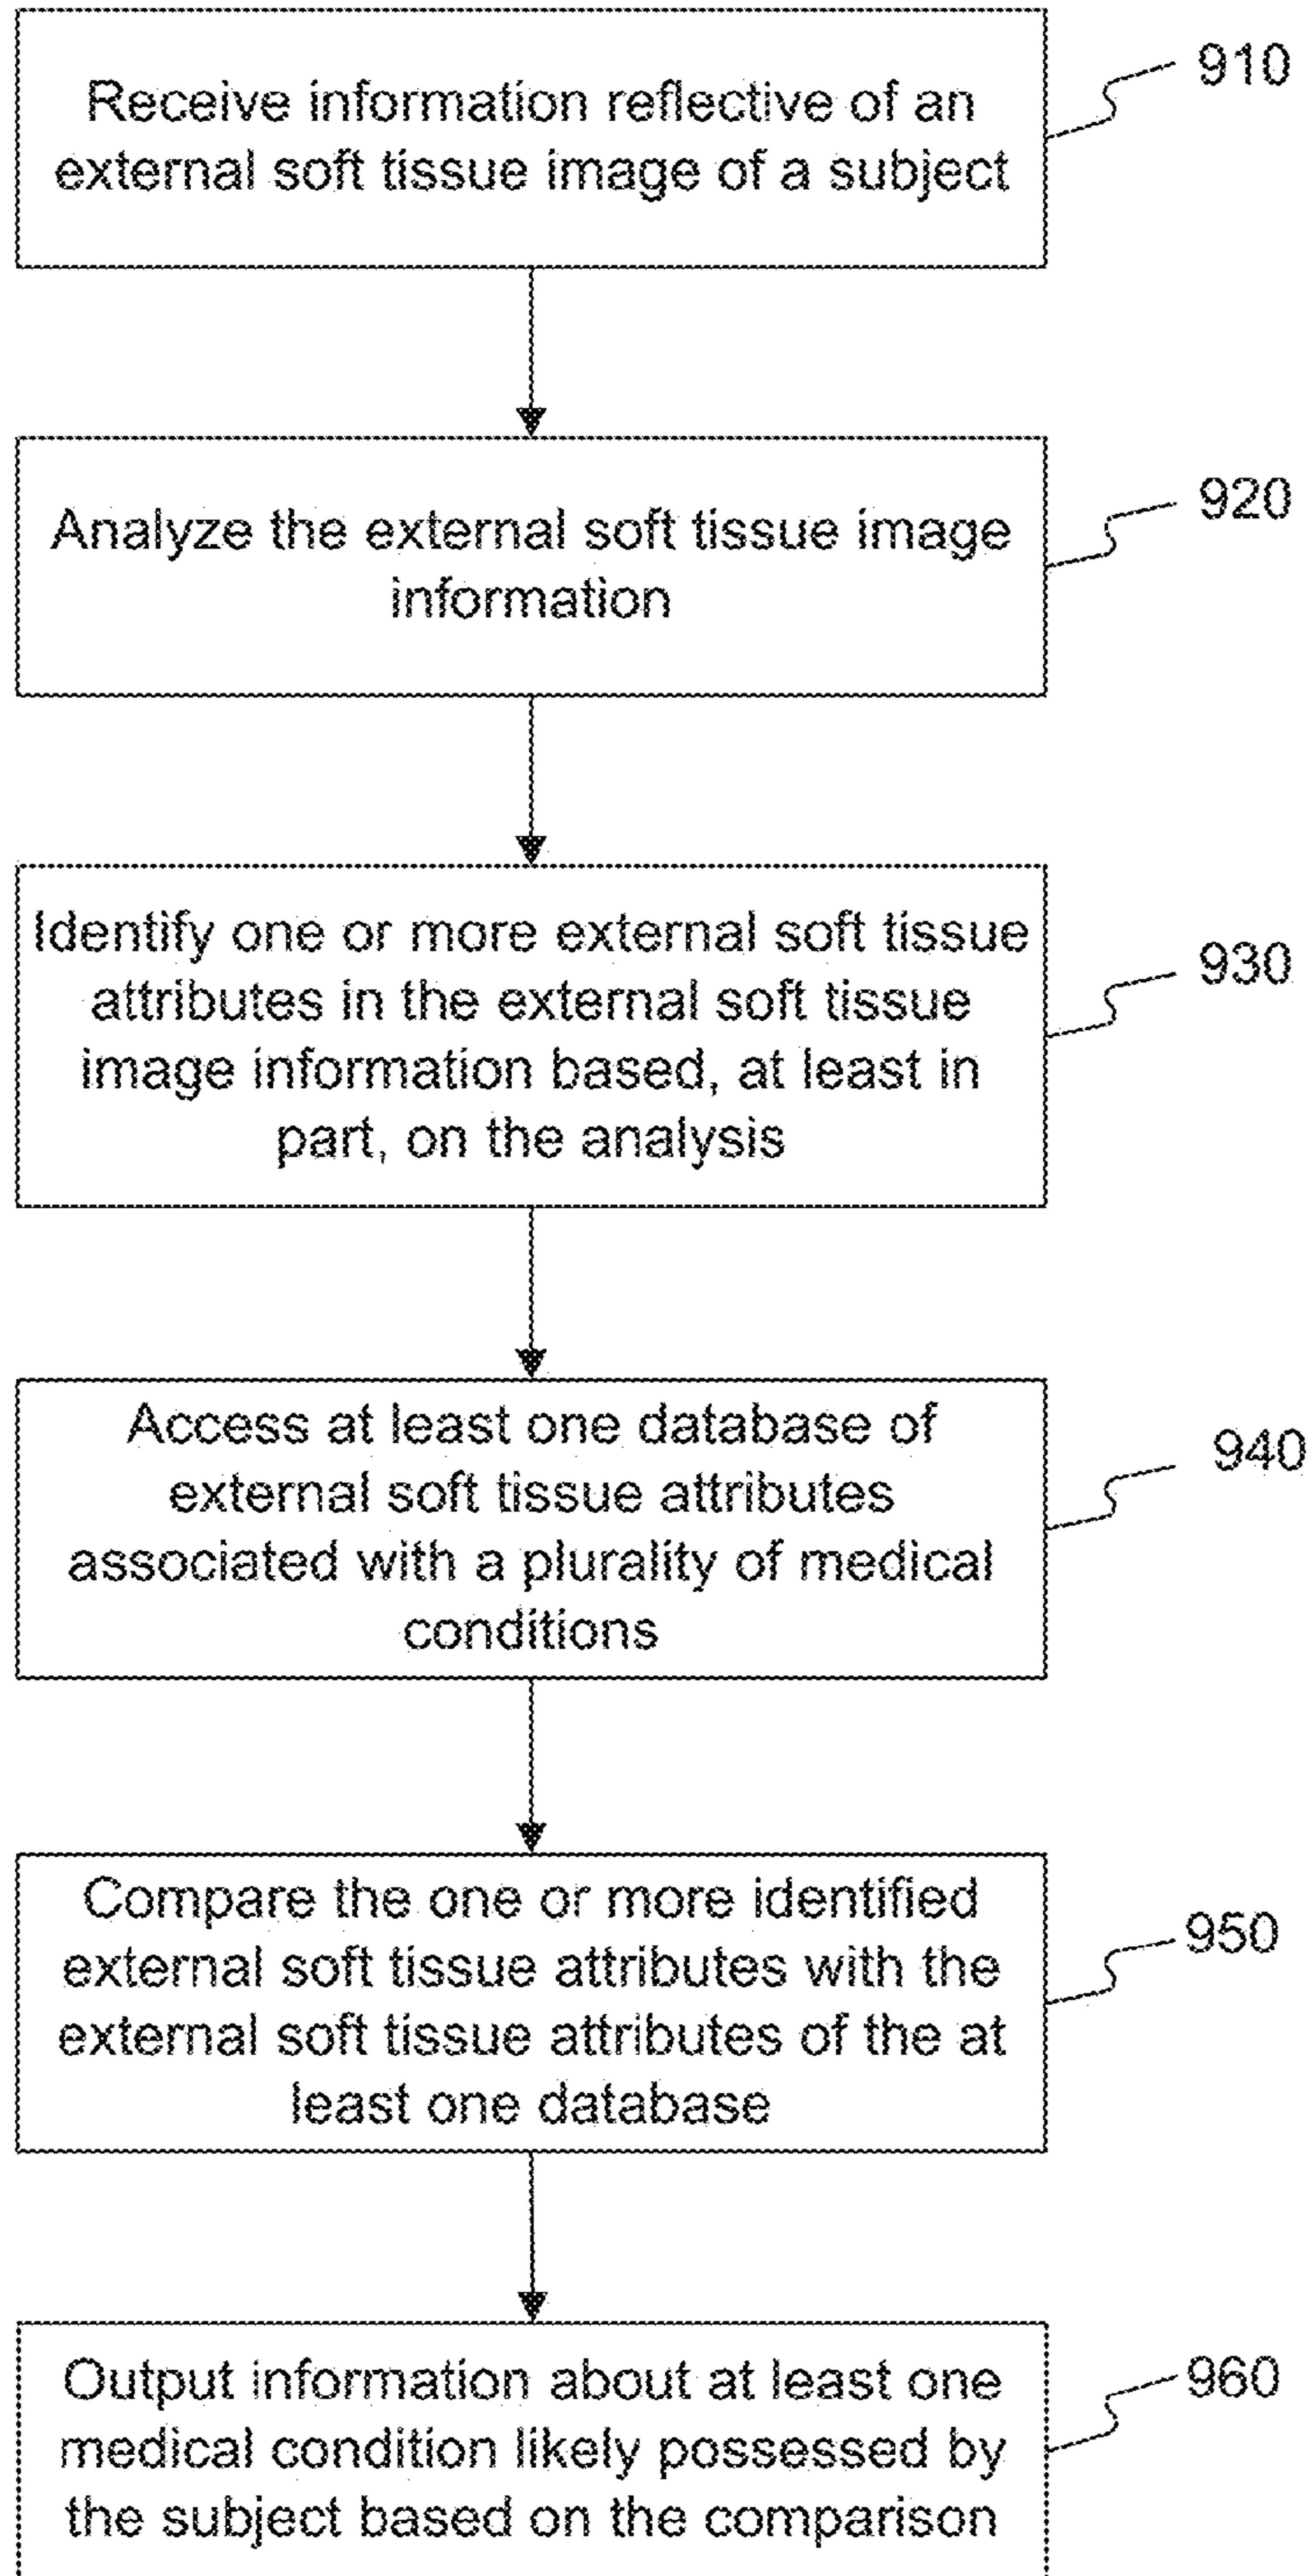 Receive information reflective of an
external soft tissue image of a subject
910
Analyze the external soft tissue image
information
920
Identify one or more external soft tissue
attributes in the external soft tissue
image information based, at least in
part, on the analysis
930
Access at least one database of
external soft tissue attributes
associated with a plurality of medical
conditions
940
Compare the one or more identified
external soft tissue attributes with the
external soft tissue attributes of the at
least one database
950
Output information about at least one
medical condition likely possessed by
the subject based on the comparison
960